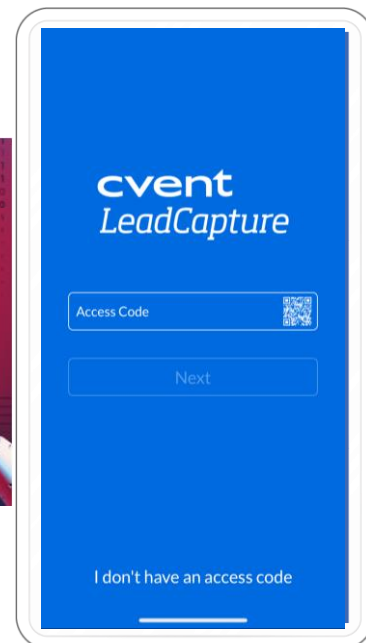 cvent
LeadCapture
Access Code
Next
I don't have an access code